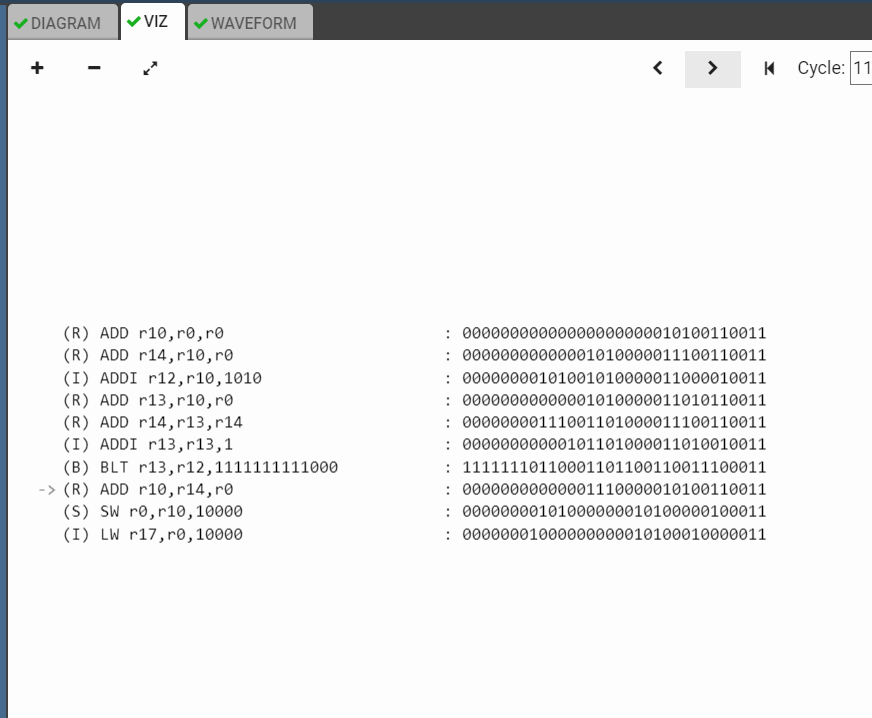 DIAGRAM VIZ WAVEFORM
Cycle: 11
(R) ADD r10,r0,r0 : 00000000000000000000010100110011
(R) ADD r14,r10,r0 : 00000000000001010000011100110011
(I) ADDI r12,r10,1010 : 00000000101001010000011000010011
(R) ADD r13,r10,r0 : 00000000000001010000011010110011
(R) ADD r14,r13,r14 : 00000000111001101000011100110011
(I) ADDI r13,r13,1 : 00000000000101101000011010010011
(B) BLT r13,r12,1111111111000 : 11111110110001101100110011100011
-> (R) ADD r10,r14,r0 : 00000000000001110000010100110011
(S) SW r0,r10,10000 : 00000000101000000010100000100011
(I) LW r17,r0,10000 : 00000001000000000010100010000011